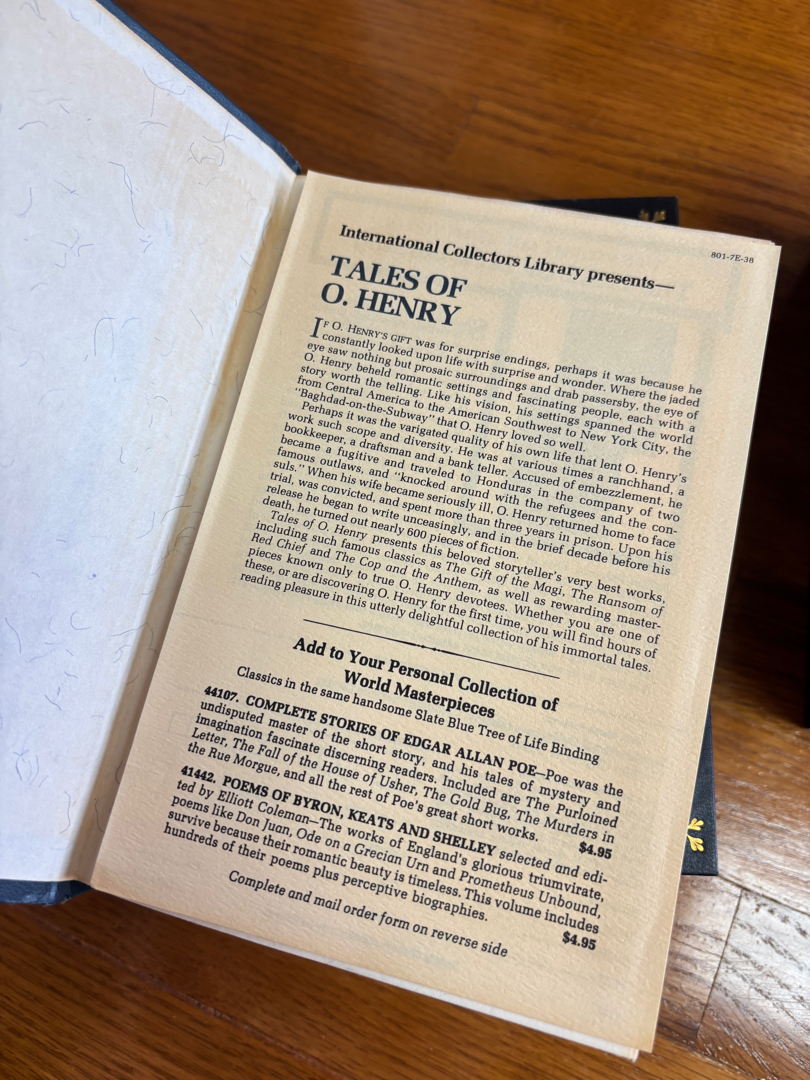 International Collectors Library presents—
801-7E-38
TALES OF
O. HENRY
IF O. HENRY'S GIFT was for surprise endings, perhaps it was because he
constantly looked upon life with surprise and wonder. Where the jaded
eye saw nothing but prosaic surroundings and drab passersby, the eye of
O. Henry beheld romantic settings and fascinating people, each with a
story worth the telling. Like his vision, his settings spanned the world
from Central America to the American Southwest to New York City, the
"Baghdad-on-the-Subway" that O. Henry loved so well.
Perhaps it was the varigated quality of his own life that lent O. Henry's
work such scope and diversity. He was at various times a ranchhand, a
bookkeeper, a draftsman and a bank teller. Accused of embezzlement, he
became a fugitive and traveled to Honduras in the company of two
famous outlaws, and "knocked around with the refugees and the con-
suls." When his wife became seriously ill, O. Henry returned home to face
trial, was convicted, and spent more than three years in prison. Upon his
release he began to write unceasingly, and in the brief decade before his
death, he turned out nearly 600 pieces of fiction.
Tales of O. Henry presents this beloved storyteller's very best works,
including such famous classics as The Gift of the Magi, The Ransom of
Red Chief and The Cop and the Anthem, as well as rewarding master-
pieces known only to true O. Henry devotees. Whether you are one of
these, or are discovering O. Henry for the first time, you will find hours of
reading pleasure in this utterly delightful collection of his immortal tales.
Add to Your Personal Collection of
World Masterpieces
Classics in the same handsome Slate Blue Tree of Life Binding
44107. COMPLETE STORIES OF EDGAR ALLAN POE—Poe was the
undisputed master of the short story, and his tales of mystery and
imagination fascinate discerning readers. Included are The Purloined
Letter, The Fall of the House of Usher, The Gold Bug, The Murders in
the Rue Morgue, and all the rest of Poe's great short works. $4.95
41442. POEMS OF BYRON, KEATS AND SHELLEY selected and edi-
ted by Elliott Coleman—The works of England's glorious triumvirate,
poems like Don Juan, Ode on a Grecian Urn and Prometheus Unbound,
survive because their romantic beauty is timeless. This volume includes
hundreds of their poems plus perceptive biographies. $4.95
Complete and mail order form on reverse side